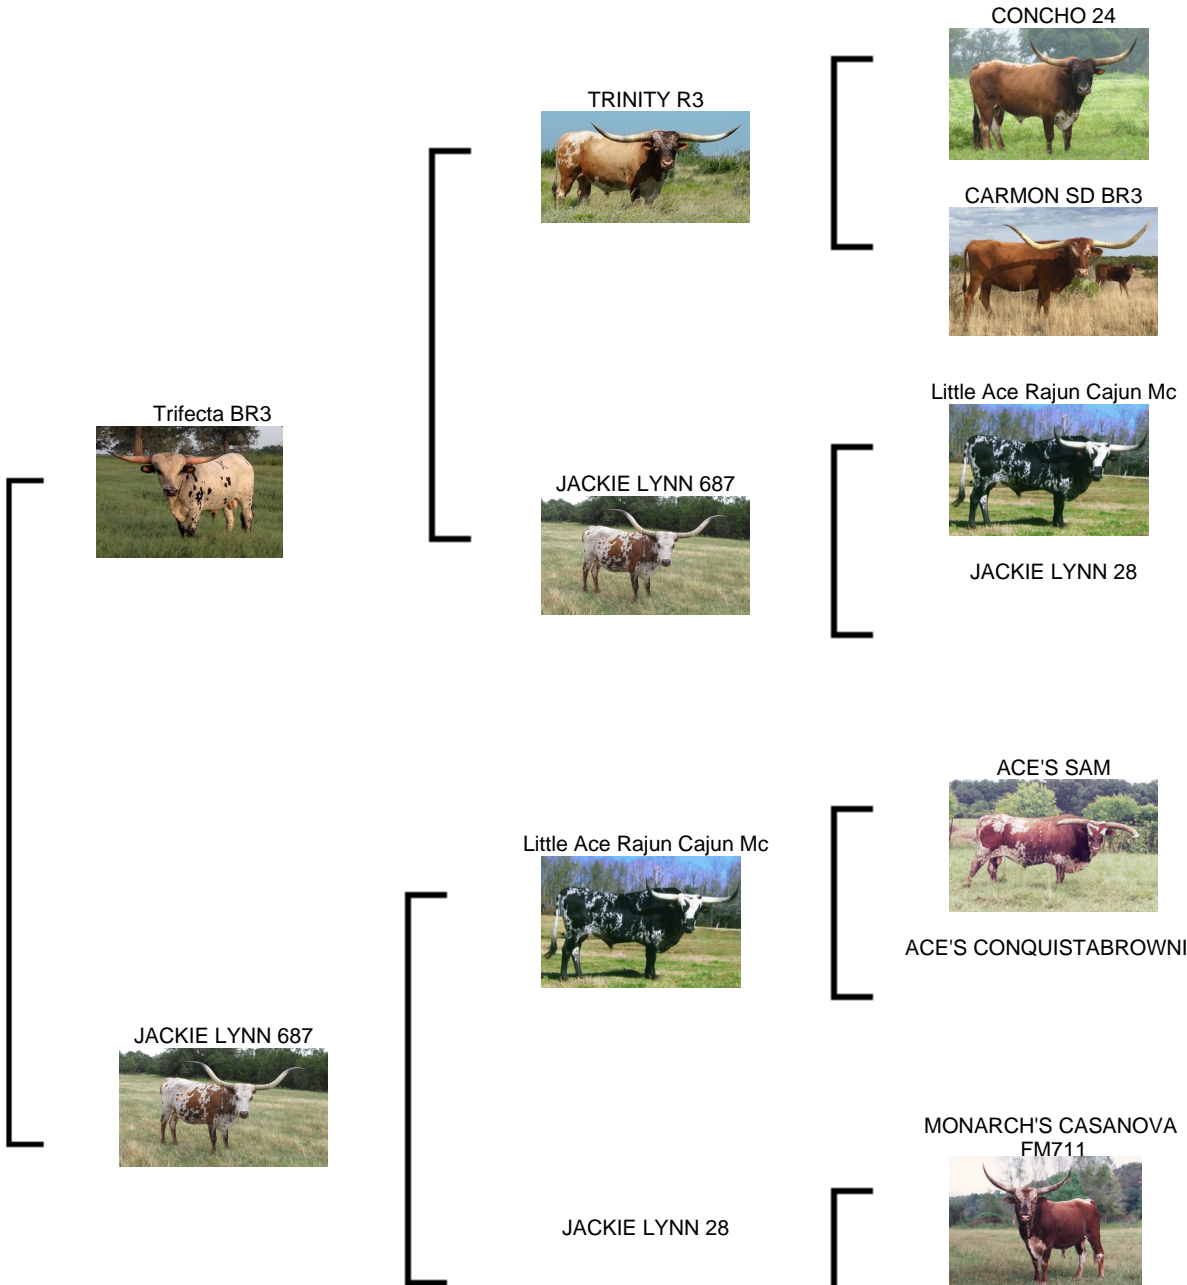 CONCHO 24
TRINITY R3
CARMON SD BR3
Little Ace Rajun Cajun Mc
Trifecta BR3
JACKIE LYNN 687
JACKIE LYNN 28
ACE'S SAM
Little Ace Rajun Cajun Mc
ACE'S CONQUISTABROWNI
JACKIE LYNN 687
MONARCH'S CASANOVA
FM711
JACKIE LYNN 28